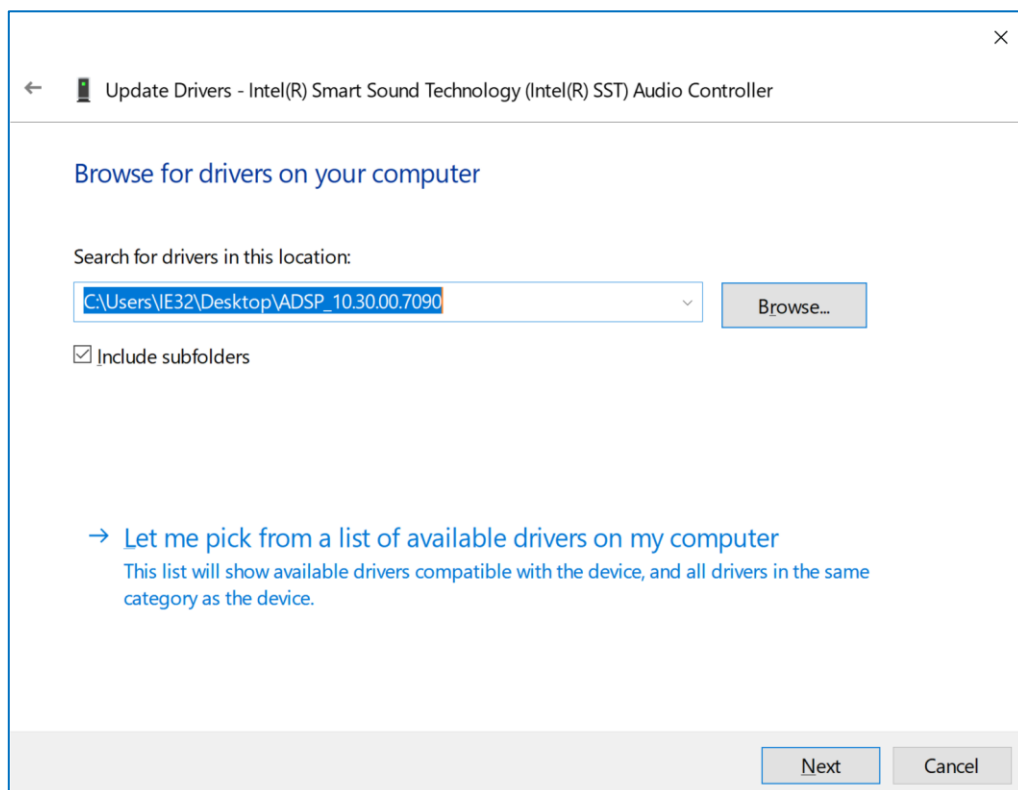 Update Drivers - Intel(R) Smart Sound Technology (Intel(R) SST) Audio Controller
Browse for drivers on your computer
Search for drivers in this location:
C:\Users\IE32\Desktop\ADSP_10.30.00.7090
Browse...
Include subfolders
Let me pick from a list of available drivers on my computer
This list will show available drivers compatible with the device, and all drivers in the same
category as the device.
Next
Cancel